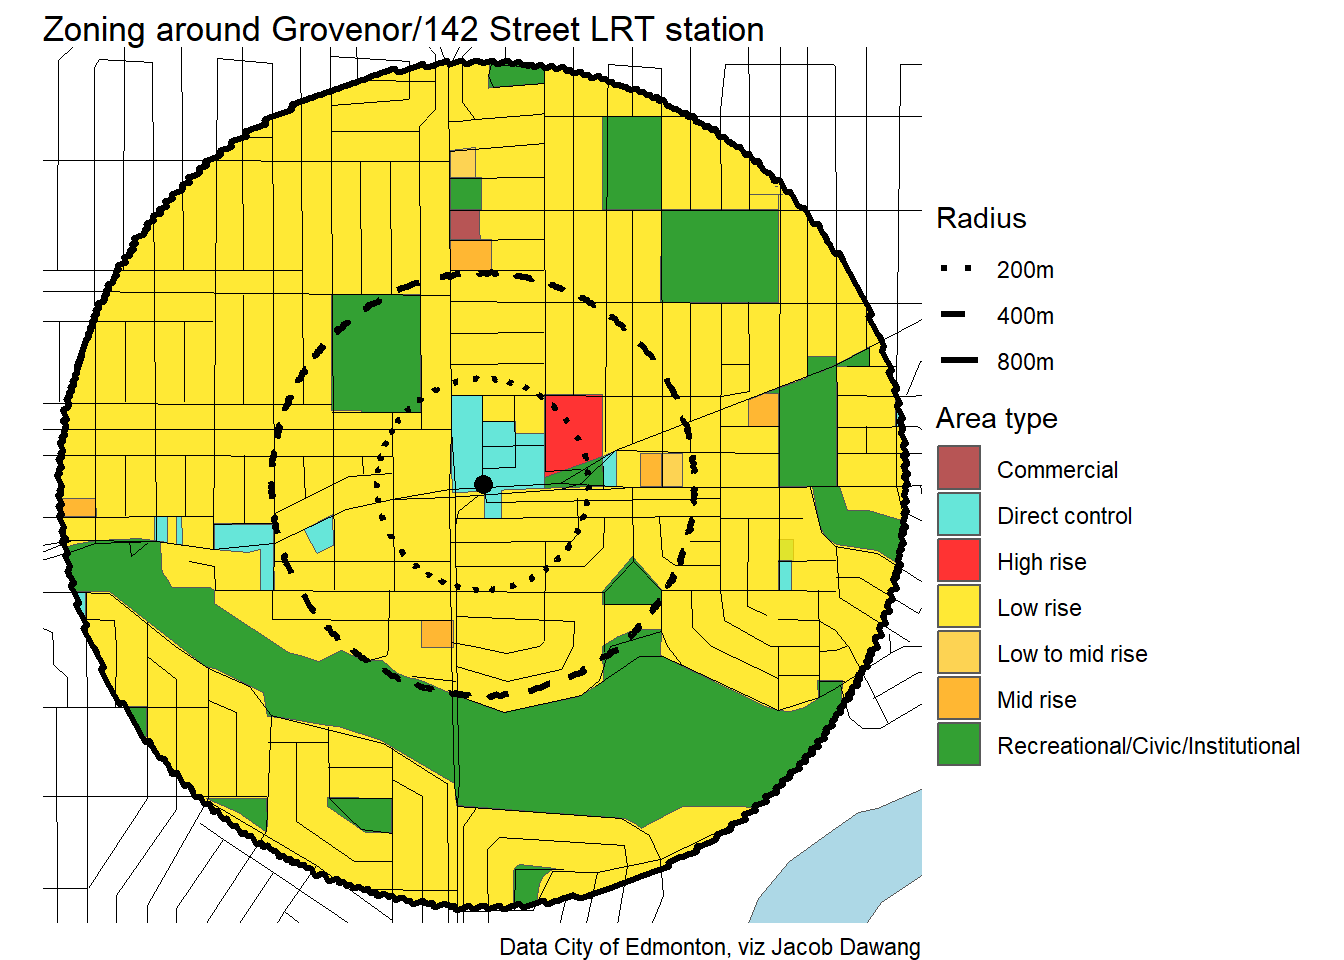 Zoning around Grovenor/142 Street LRT station
Radius
200m
400m
800m
Area type
Commercial
Direct control
High rise
Low rise
Low to mid rise
Mid rise
Recreational/Civic/Institutional
Data City of Edmonton, viz Jacob Dawang